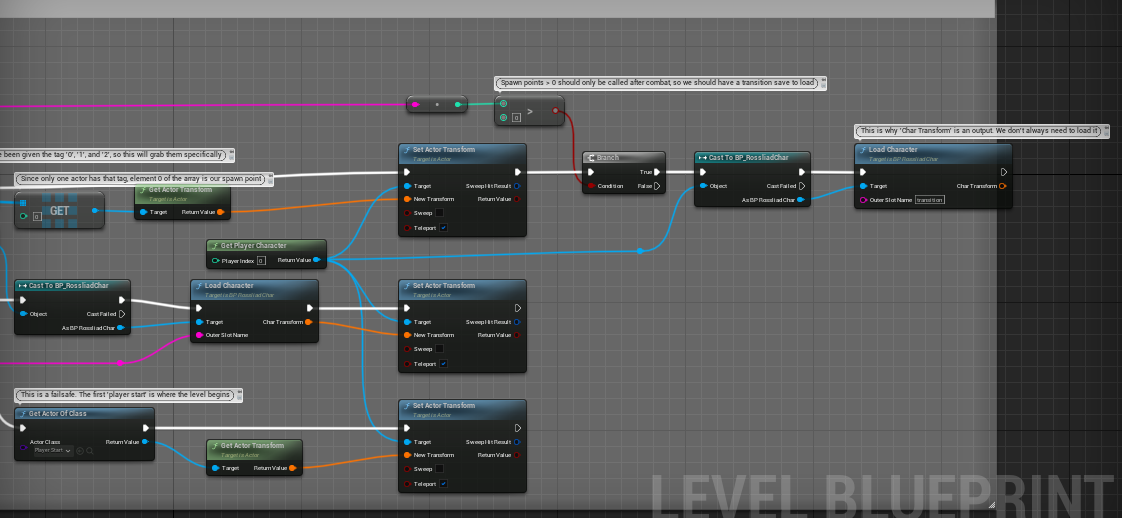 Spawn points > 0 should only be called after combat, so we should have a transition save to load
>
0
This is why 'Char Transform' is an output. We don't always need to load it
been given the tag '0', '1', and '2', so this will grab them specifically
Since only one actor has that tag, element 0 of the array is our spawn point
GET
0
Get Actor Transform
Target is Actor
Target
Return Value
Set Actor Transform
Target is Actor
Target
Sweep Hit Result
New Transform
Return Value
Sweep
Teleport
Branch
True
Condition
False
Cast To BP_RossliadChar
Object
Cast Failed
As BP Rossliad Char
Load Character
Target is BP Rossliad Char
Target
Char Transform
Outer Slot Name
transition
Get Player Character
Player Index
0
Return Value
Cast To BP_RossliadChar
Object
Cast Failed
As BP Rossliad Char
Load Character
Target is BP Rossliad Char
Target
Char Transform
Outer Slot Name
Set Actor Transform
Target is Actor
Target
Sweep Hit Result
New Transform
Return Value
Sweep
Teleport
This is a failsafe. The first 'player start' is where the level begins
Get Actor Of Class
Actor Class
Return Value
Player Start
Get Actor Transform
Target is Actor
Target
Return Value
Set Actor Transform
Target is Actor
Target
Sweep Hit Result
New Transform
Return Value
Sweep
Teleport
LEVEL BLUEPRINT